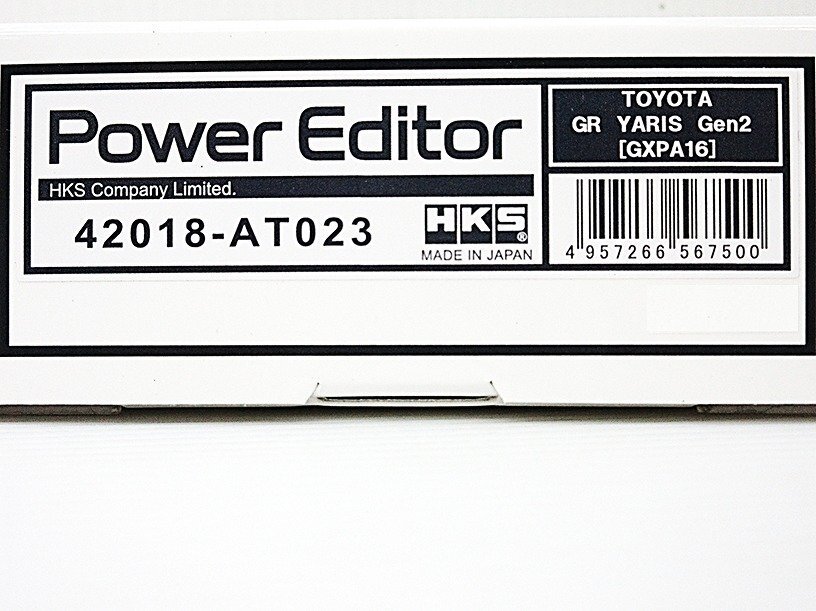 Power Editor
HKS Company Limited.
42018-AT023
HKS®
MADE IN JAPAN
TOYOTA
GR YARIS Gen2
[GXPA16]
4 957266 567500